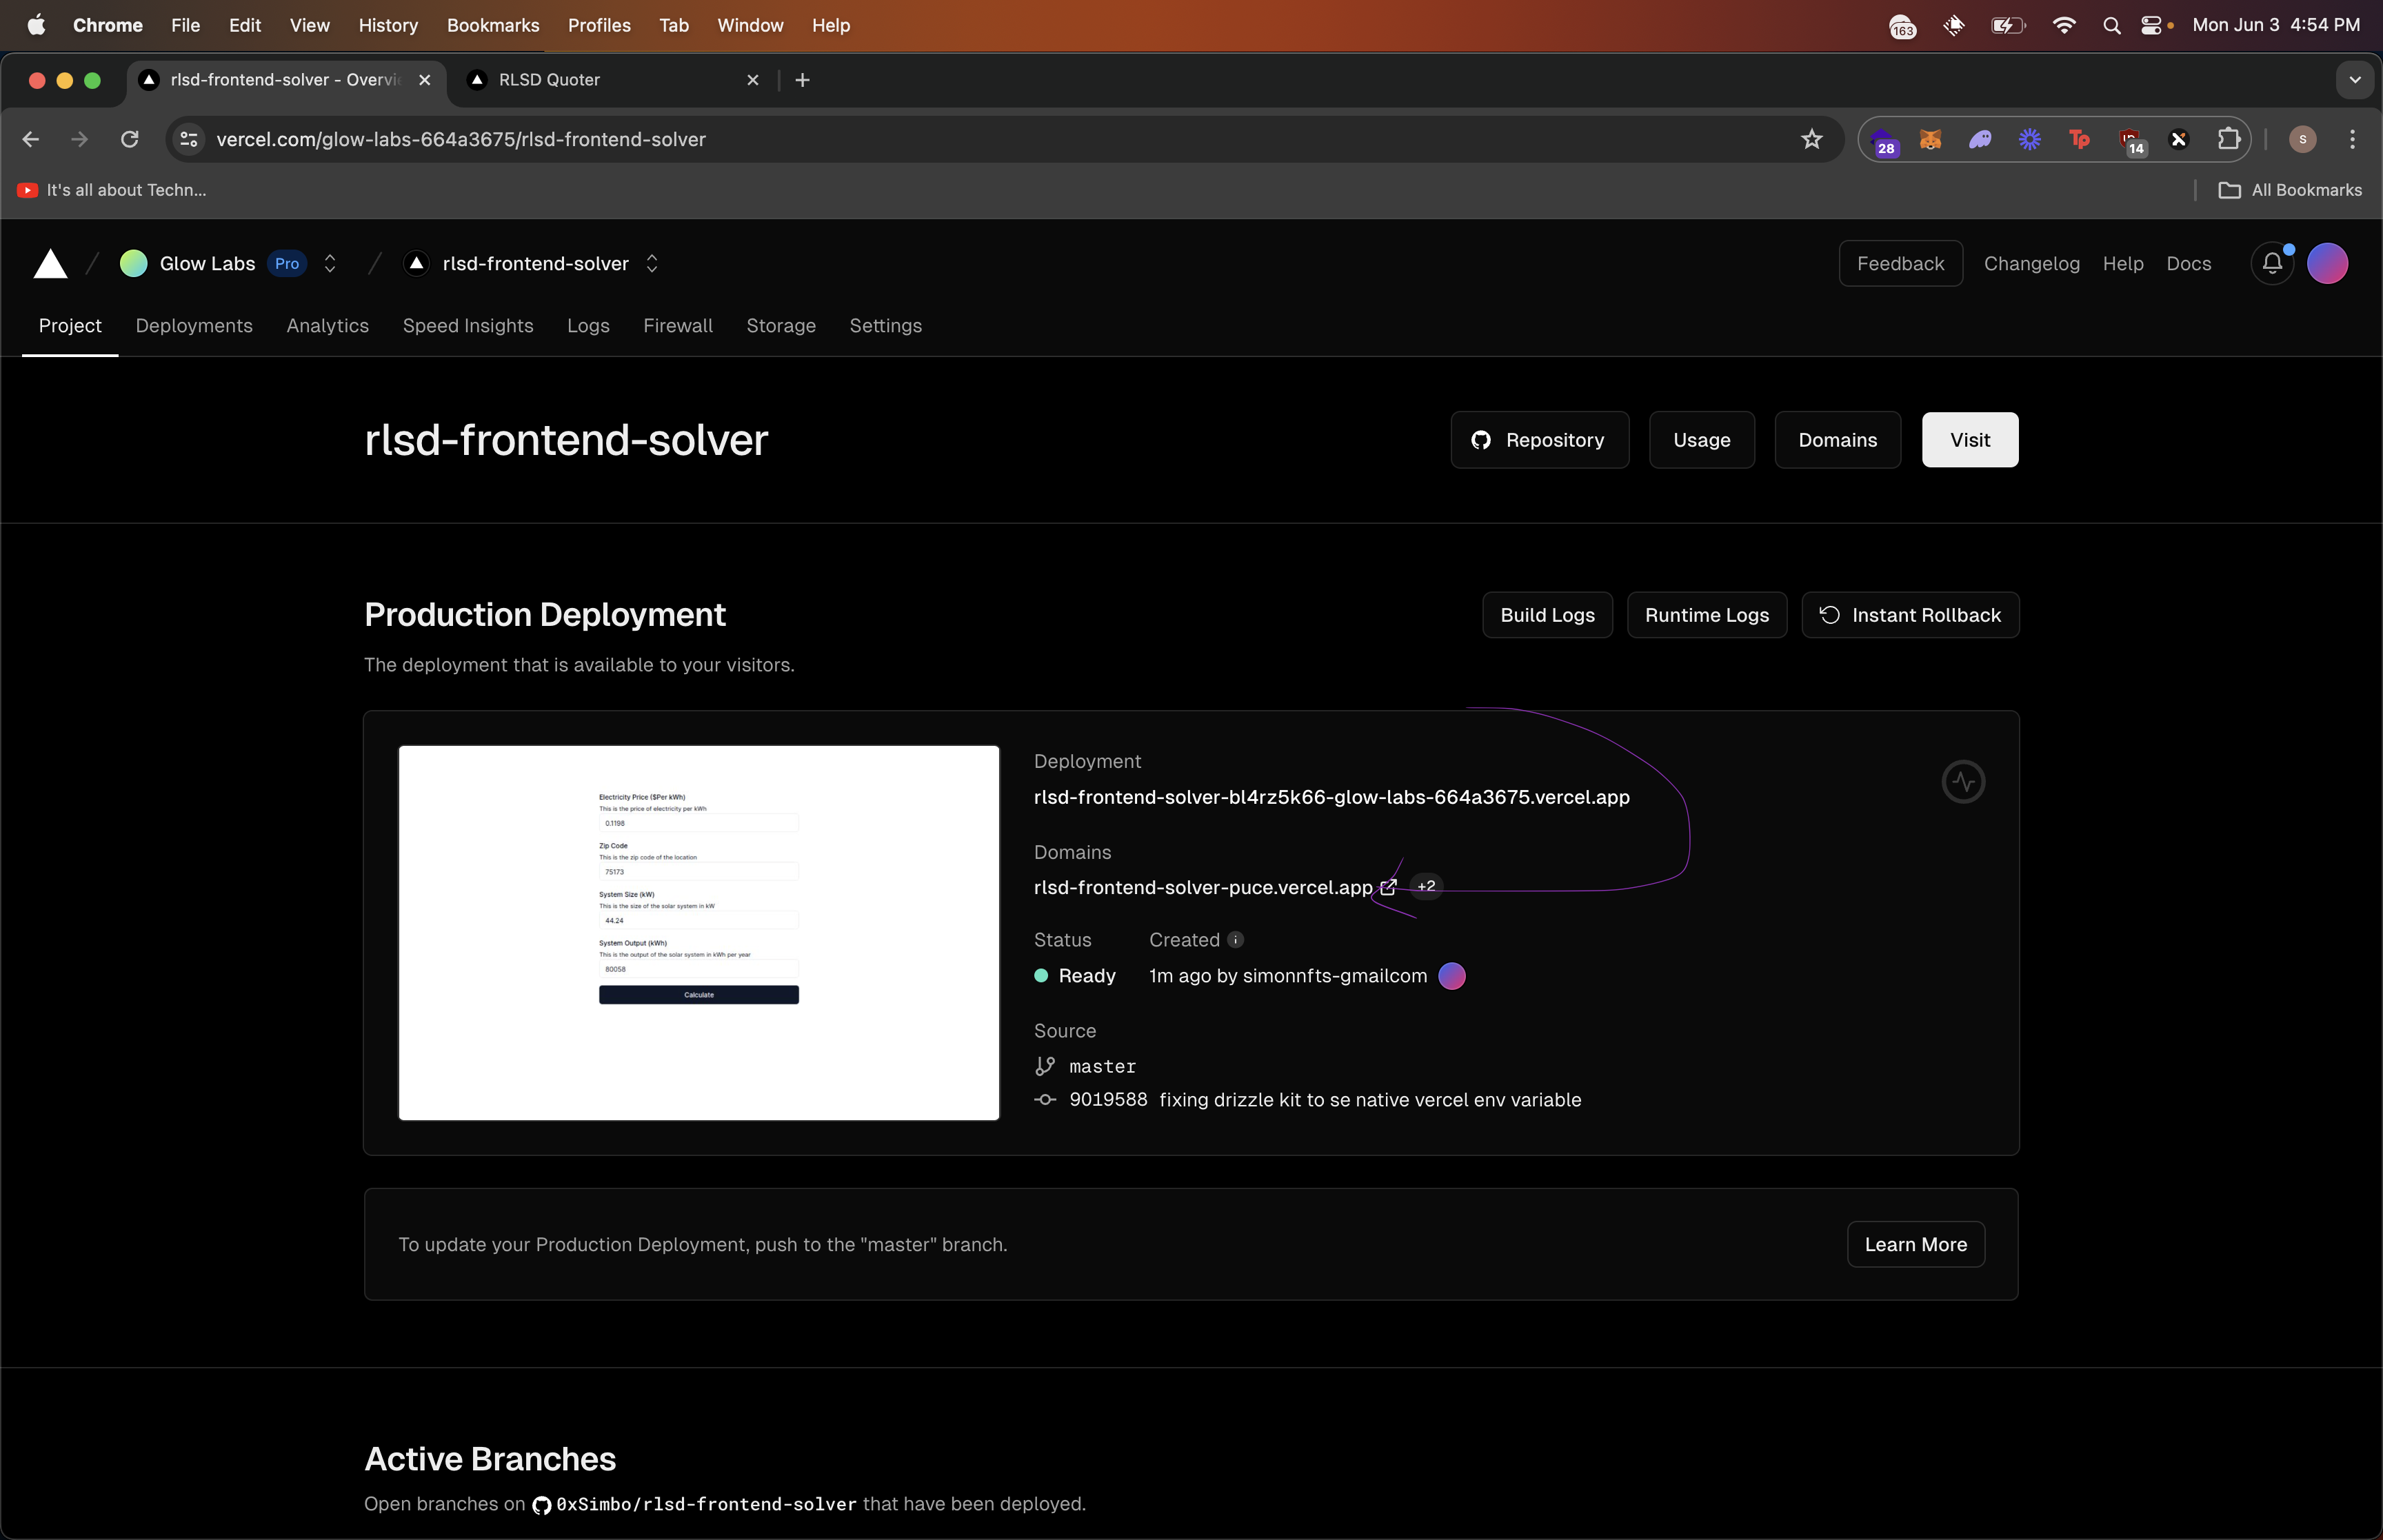 Chrome File Edit View History Bookmarks Profiles Tab Window Help 163 Mon Jun 3 4:54 PM
rlsd-frontend-solver - Overvie RLSD Quoter
vercel.com/glow-labs-664a3675/rlsd-frontend-solver 28 Tp 14 S
It's all about Techn... All Bookmarks
Glow Labs Pro rlsd-frontend-solver Feedback Changelog Help Docs
Project Deployments Analytics Speed Insights Logs Firewall Storage Settings
rlsd-frontend-solver Repository Usage Domains Visit
Production Deployment Build Logs Runtime Logs Instant Rollback
The deployment that is available to your visitors.
Electricity Price ($Per kWh)
This is the price of electricity per kWh
0.1198
Zip Code
This is the zip code of the location
75173
System Size (kW)
This is the size of the solar system in kW
44.24
System Output (kWh)
This is the output of the solar system in kWh per year
80058
Calculate
Deployment
rlsd-frontend-solver-bl4rz5k66-glow-labs-664a3675.vercel.app
Domains
rlsd-frontend-solver-puce.vercel.app +2
Status Created
Ready 1m ago by simonnfts-gmailcom
Source
master
9019588 fixing drizzle kit to se native vercel env variable
To update your Production Deployment, push to the "master" branch. Learn More
Active Branches
Open branches on 0xSimbo/rlsd-frontend-solver that have been deployed.